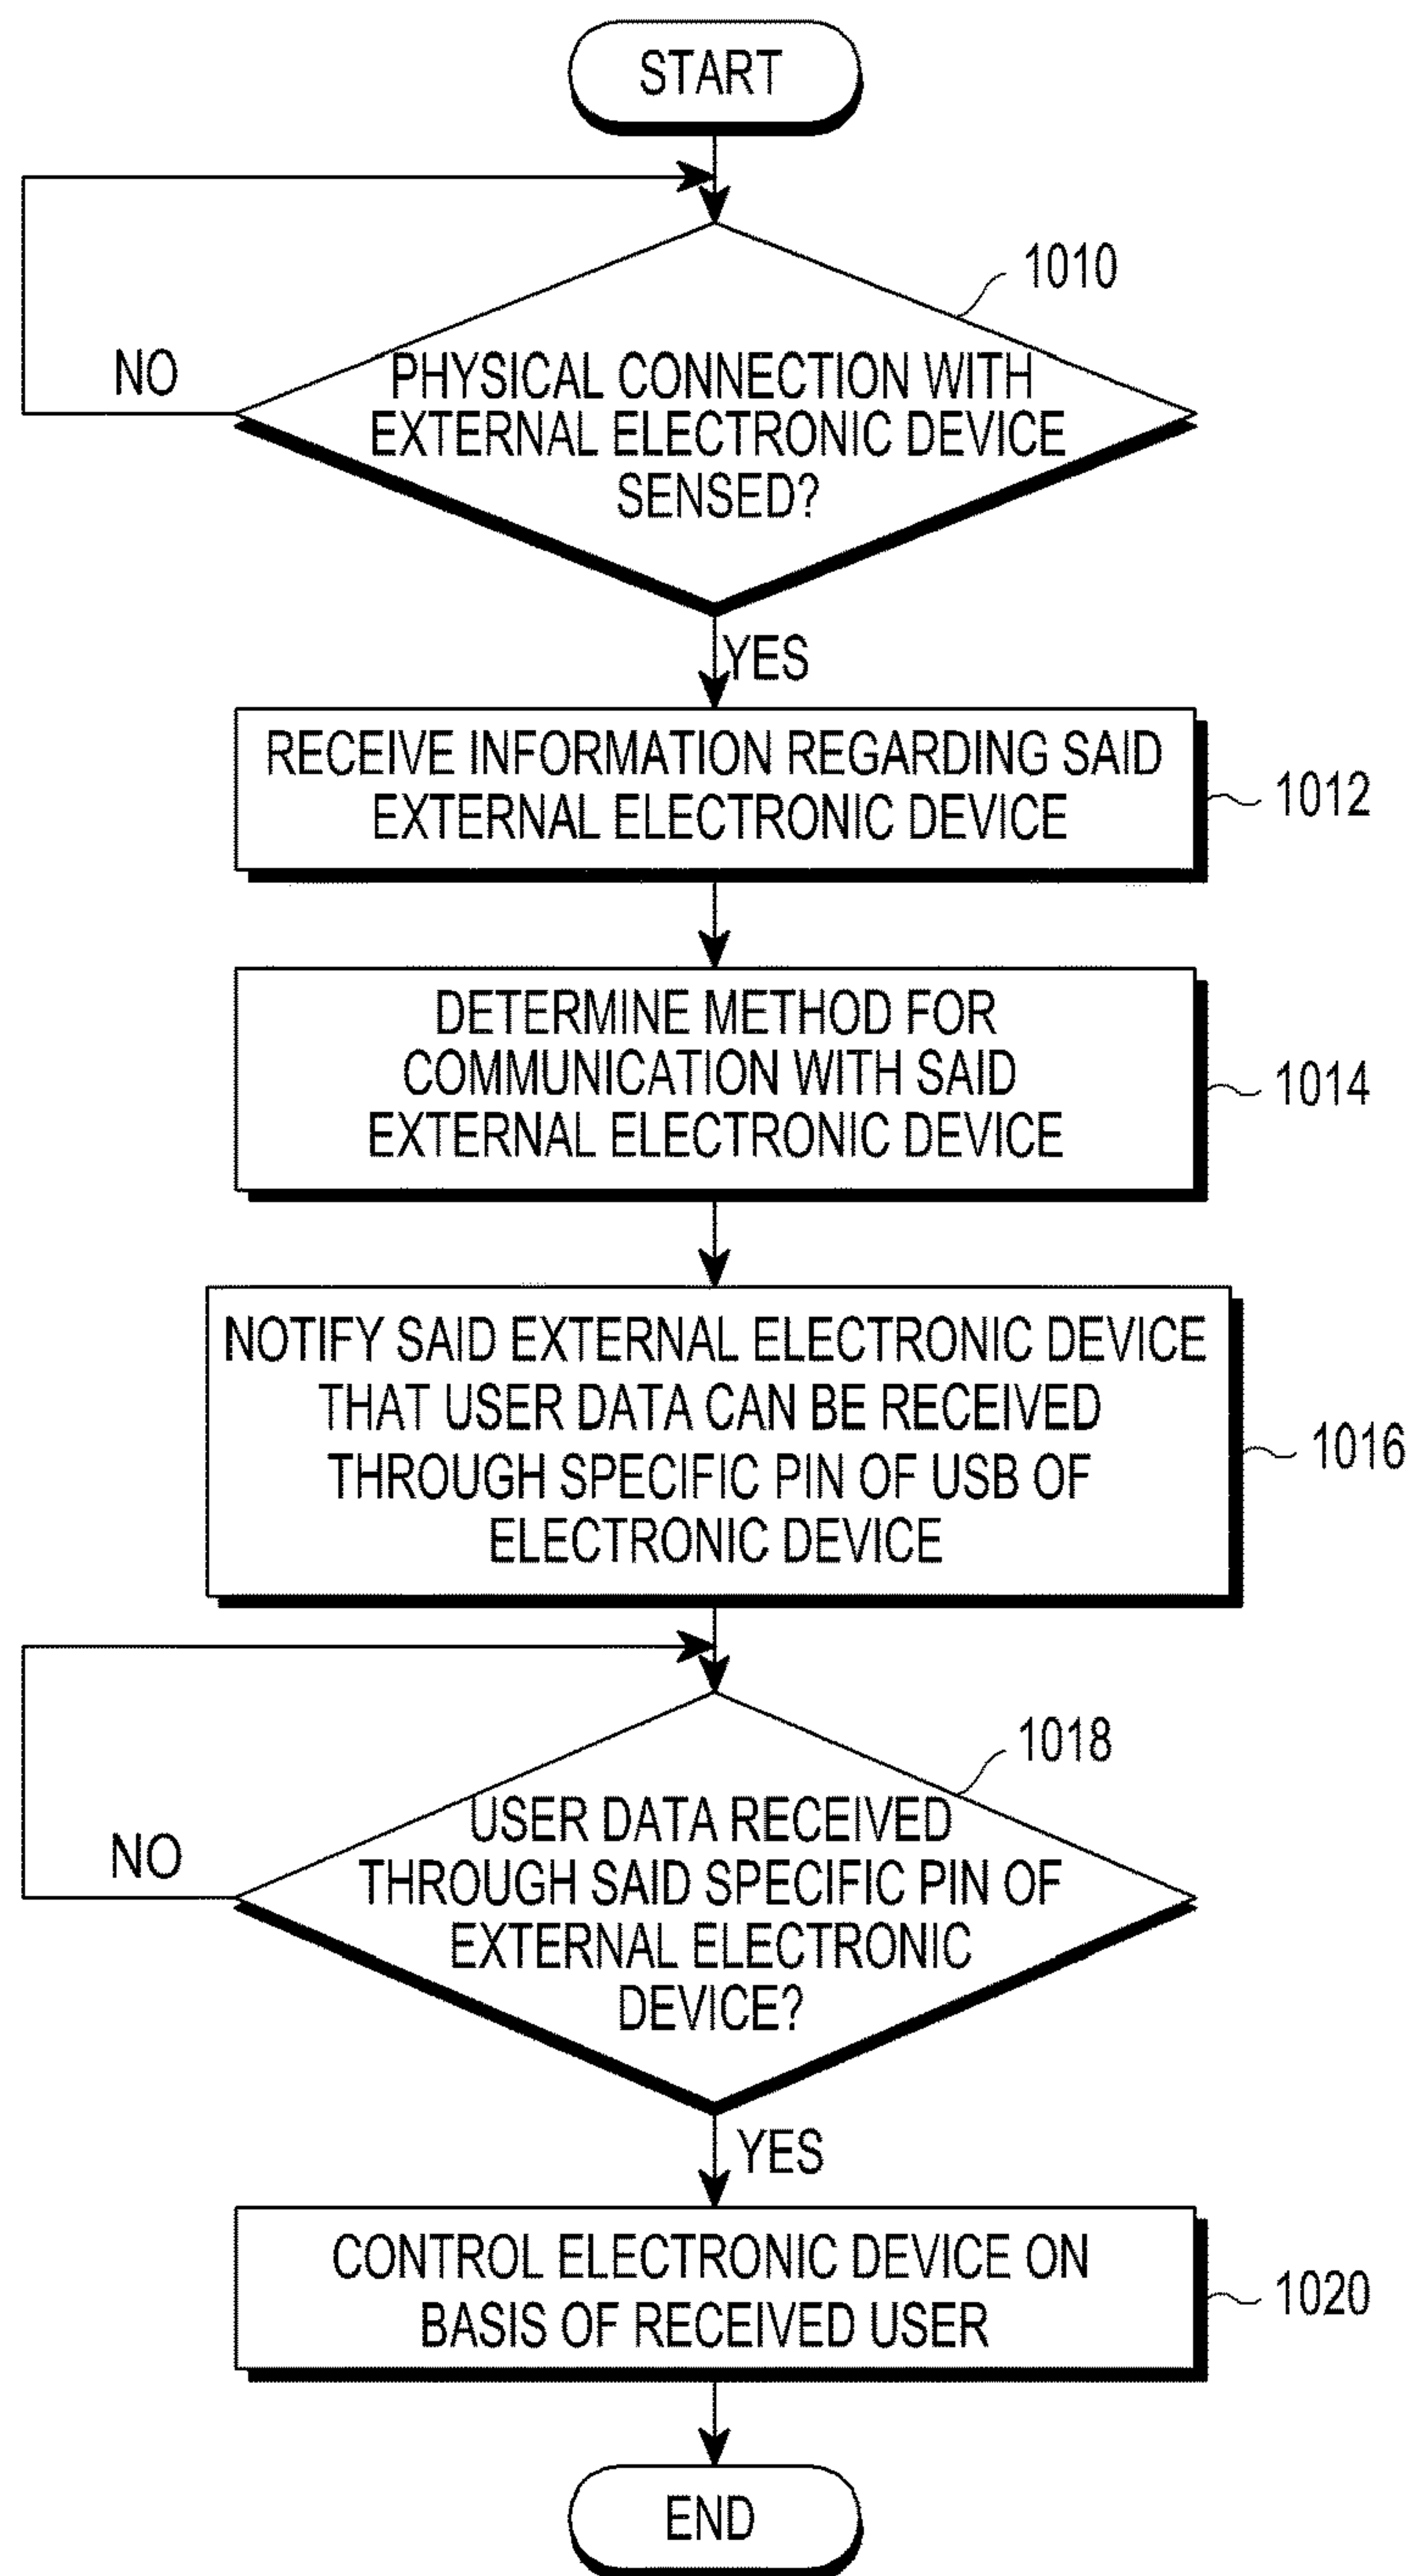 START
1010
PHYSICAL CONNECTION WITH
EXTERNAL ELECTRONIC DEVICE
SENSED?
NO
YES
RECEIVE INFORMATION REGARDING SAID
EXTERNAL ELECTRONIC DEVICE
1012
DETERMINE METHOD FOR
COMMUNICATION WITH SAID
EXTERNAL ELECTRONIC DEVICE
1014
NOTIFY SAID EXTERNAL ELECTRONIC DEVICE
THAT USER DATA CAN BE RECEIVED
THROUGH SPECIFIC PIN OF USB OF
ELECTRONIC DEVICE
1016
1018
USER DATA RECEIVED
THROUGH SAID SPECIFIC PIN OF
EXTERNAL ELECTRONIC
DEVICE?
NO
YES
CONTROL ELECTRONIC DEVICE ON
BASIS OF RECEIVED USER
1020
END